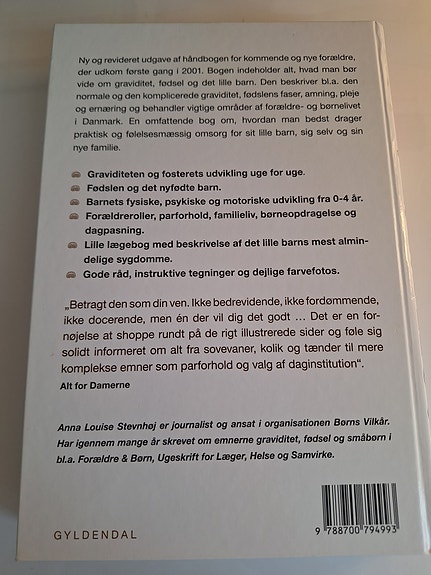 Ny og revideret udgave af håndbogen for kommende og nye forældre,
der udkom første gang i 2001. Bogen indeholder alt, hvad man bør
vide om graviditet, fødsel og det lille barn. Den beskriver bl.a. den
normale og den komplicerede graviditet, fødslens faser, amning, pleje
og ernæring og behandler vigtige områder af forældre- og børnelivet
i Danmark. En omfattende bog om, hvordan man bedst drager
praktisk og følelsesmæssig omsorg for sit lille barn, sig selv og sin
nye familie.
Graviditeten og fosterets udvikling uge for uge.
Fødslen og det nyfødte barn.
Barnets fysiske, psykiske og motoriske udvikling fra 0-4 år.
Forældreroller, parforhold, familieliv, børneopdragelse og
dagpasning.
Lille lægebog med beskrivelse af det lille barns mest almin-
delige sygdomme.
Gode råd, instruktive tegninger og dejlige farvefotos.
„Betragt den som din ven. Ikke bedrevidende, ikke fordømmende,
ikke docerende, men én der vil dig det godt ... Det er en for-
nøjelse at shoppe rundt på de rigt illustrerede sider og føle sig
solidt informeret om alt fra sovevaner, kolik og tænder til mere
komplekse emner som parforhold og valg af daginstitution“.
Alt for Damerne
Anna Louise Stevnhøj er journalist og ansat i organisationen Børns Vilkår.
Har igennem mange år skrevet om emnerne graviditet, fødsel og småbørn i
bl.a. Forældre & Børn, Ugeskrift for Læger, Helse og Samvirke.
GYLDENDAL
9 788700 794993